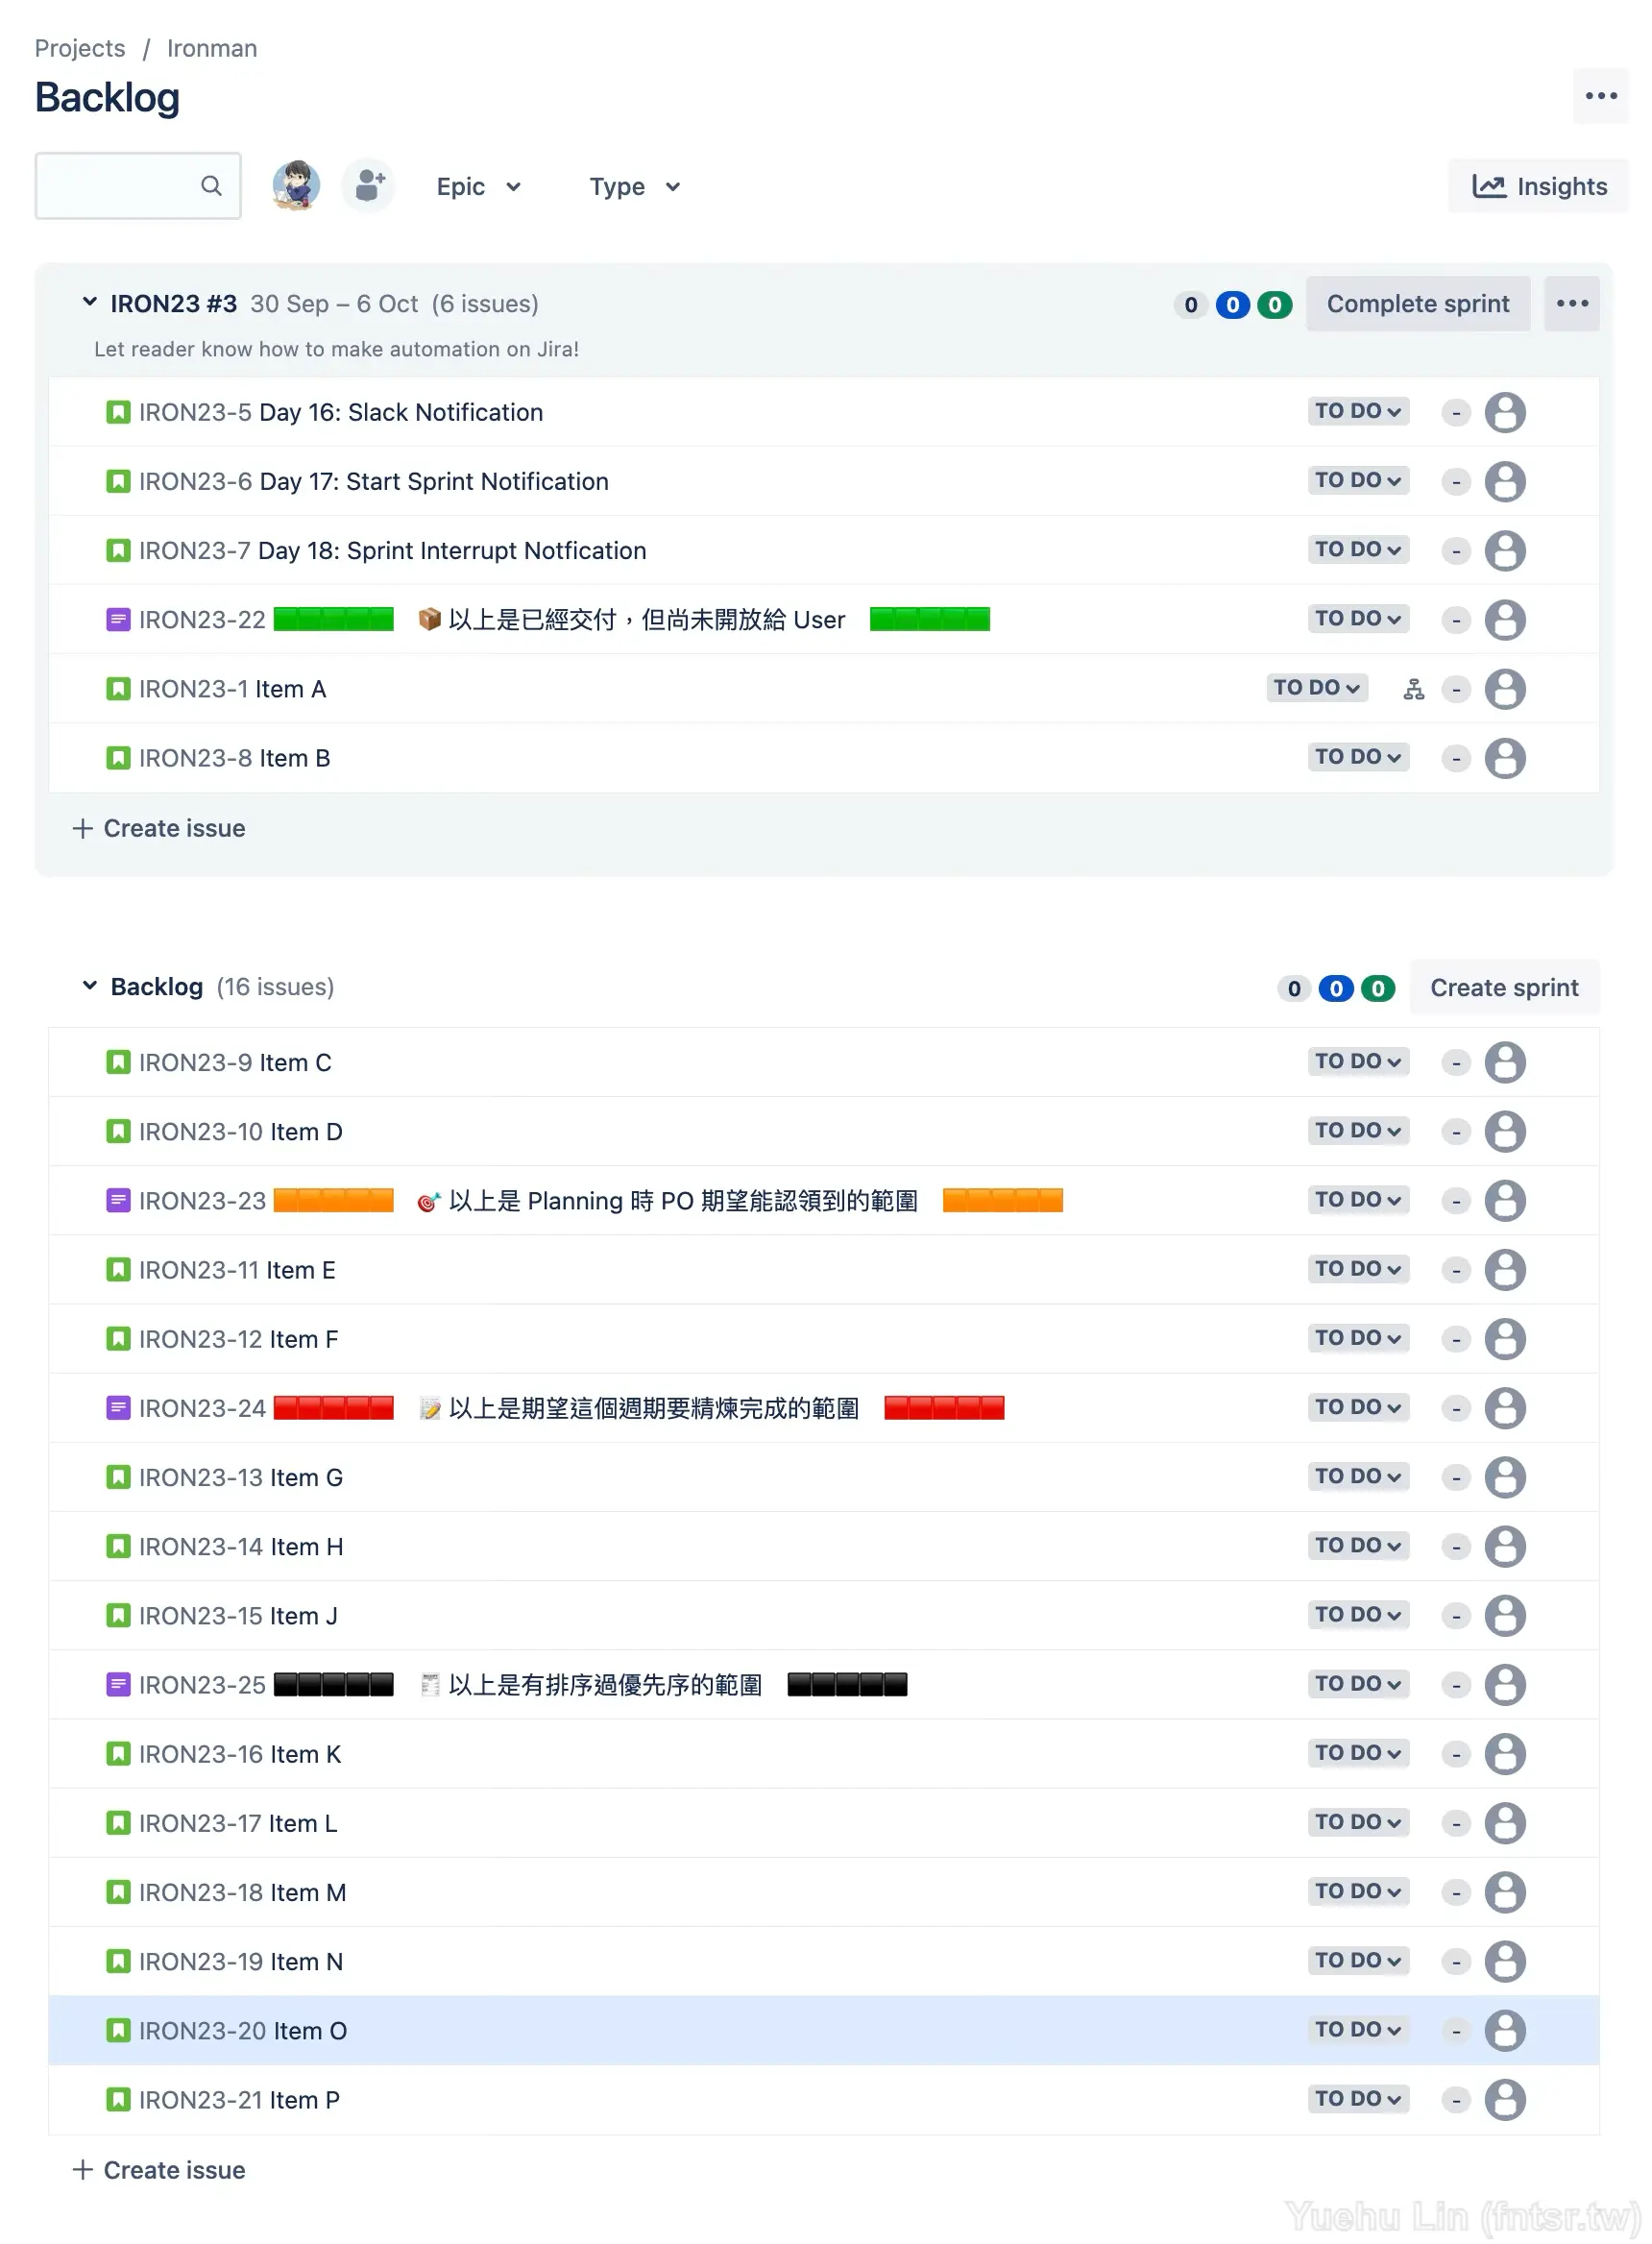 Projects / Ironman
Backlog
Epic Type Insights
IRON23 #3 30 Sep – 6 Oct (6 issues) 0 0 0 Complete sprint
Let reader know how to make automation on Jira!
IRON23-5 Day 16: Slack Notification TO DO -
IRON23-6 Day 17: Start Sprint Notification TO DO -
IRON23-7 Day 18: Sprint Interrupt Notfication TO DO -
IRON23-22 🟩🟩🟩🟩🟩 📦 以上是已經交付，但尚未開放給 User 🟩🟩🟩🟩🟩 TO DO -
IRON23-1 Item A TO DO -
IRON23-8 Item B TO DO -
+ Create issue
Backlog (16 issues) 0 0 0 Create sprint
IRON23-9 Item C TO DO -
IRON23-10 Item D TO DO -
IRON23-23 🟧🟧🟧🟧🟧 🎯 以上是 Planning 時 PO 期望能認領到的範圍 🟧🟧🟧🟧🟧 TO DO -
IRON23-11 Item E TO DO -
IRON23-12 Item F TO DO -
IRON23-24 🟥🟥🟥🟥🟥 📝 以上是期望這個週期要精煉完成的範圍 🟥🟥🟥🟥🟥 TO DO -
IRON23-13 Item G TO DO -
IRON23-14 Item H TO DO -
IRON23-15 Item J TO DO -
IRON23-25 ⬛⬛⬛⬛⬛ 🧾 以上是有排序過優先序的範圍 ⬛⬛⬛⬛⬛ TO DO -
IRON23-16 Item K TO DO -
IRON23-17 Item L TO DO -
IRON23-18 Item M TO DO -
IRON23-19 Item N TO DO -
IRON23-20 Item O TO DO -
IRON23-21 Item P TO DO -
+ Create issue
Yuehu Lin (fntsr.tw)